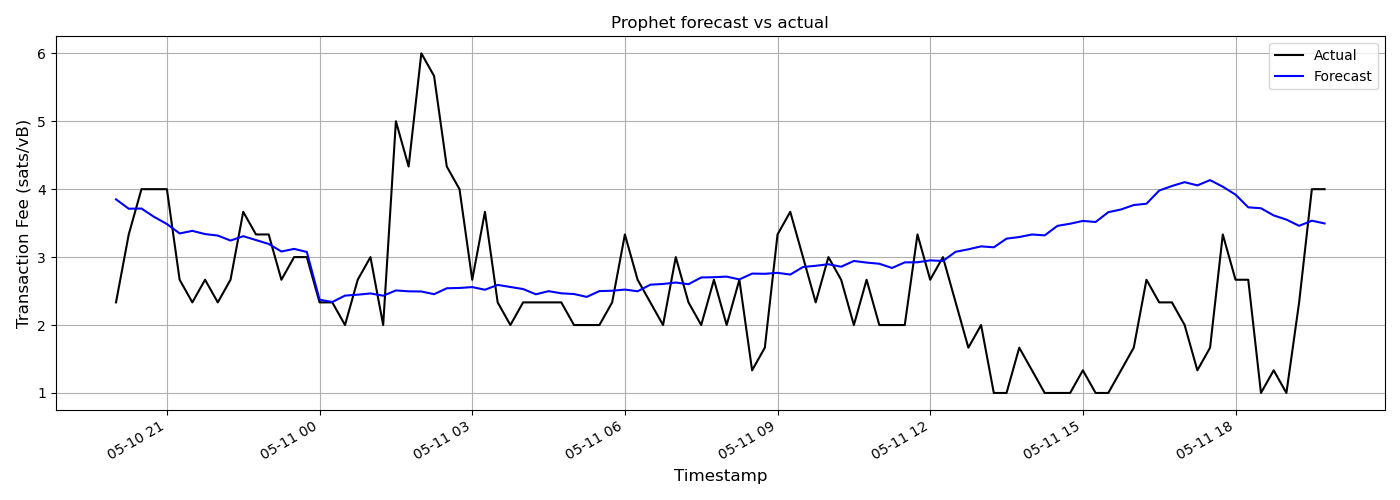 Prophet forecast vs actual
Actual
Forecast
Transaction Fee (sats/vB)
6
5
4
3
2
1
05-10 21
05-11 00
05-11 03
05-11 06
05-11 09
05-11 12
05-11 15
05-11 18
Timestamp